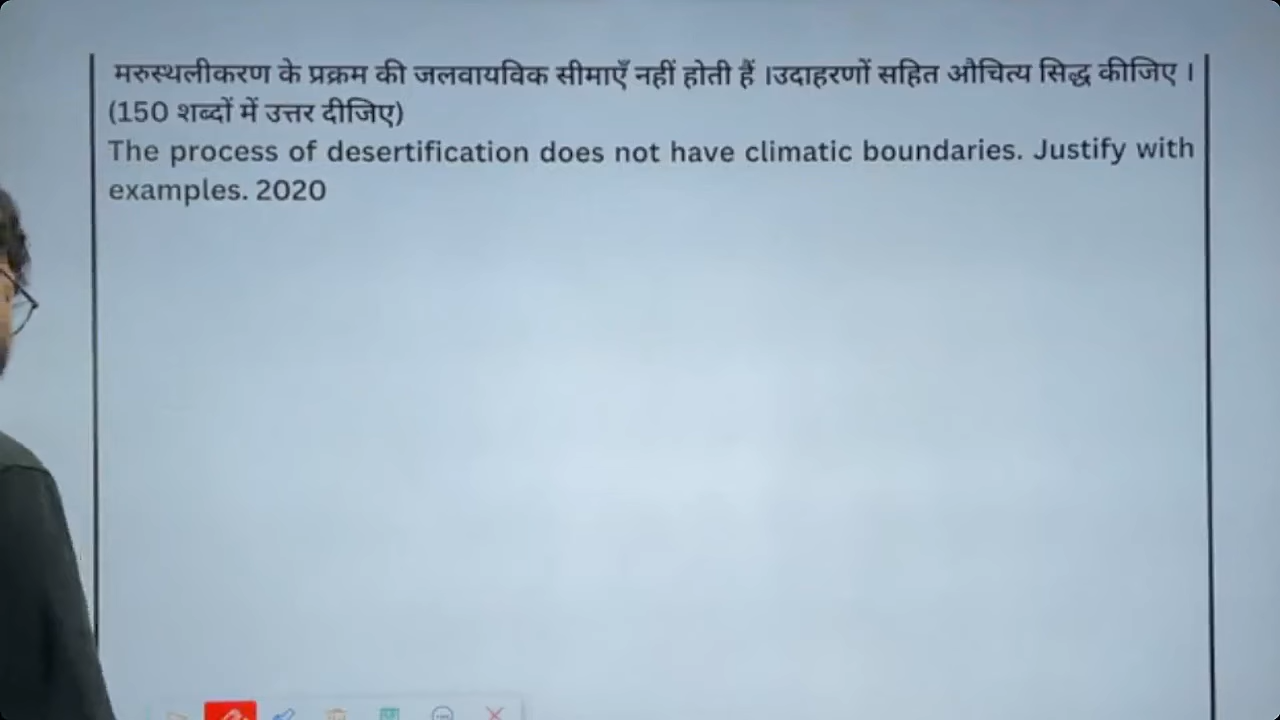 मरुस्थलीकरण के प्रक्रम की जलवायविक सीमाएँ नहीं होती हैं ।उदाहरणों सहित औचित्य सिद्ध कीजिए ।
(150 शब्दों में उत्तर दीजिए)
The process of desertification does not have climatic boundaries. Justify with
examples. 2020